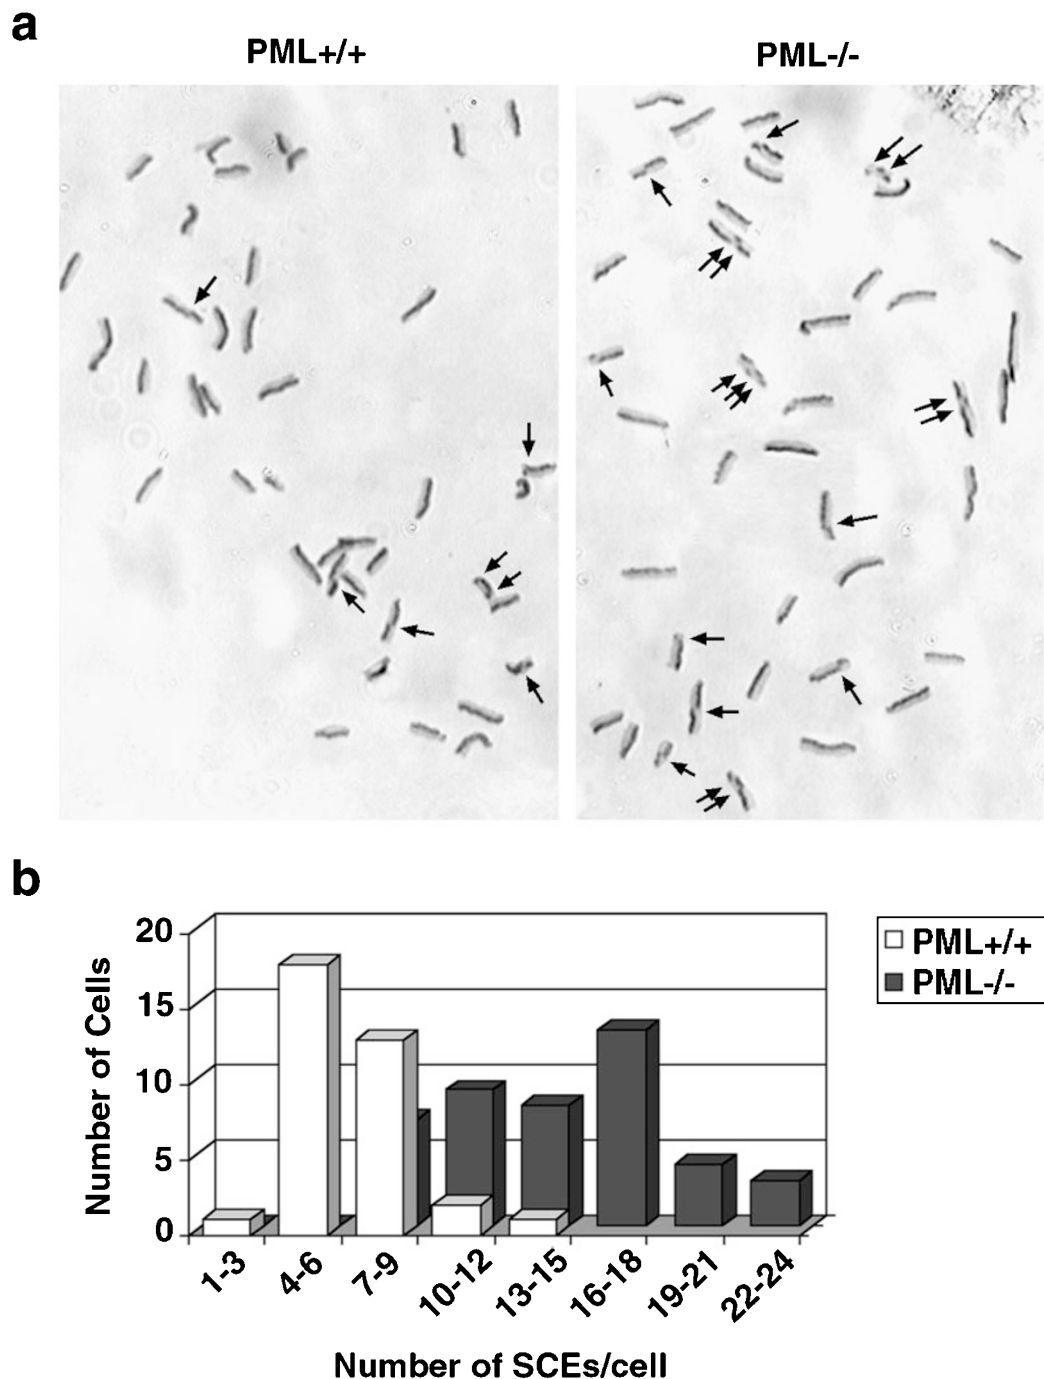 a
PML+/+
PML-/-
b
20
15
10
5
0
Number of Cells
PML+/+
PML-/-
1-3
4-6
7-9
10-12
13-15
16-18
19-21
22-24
Number of SCEs/cell